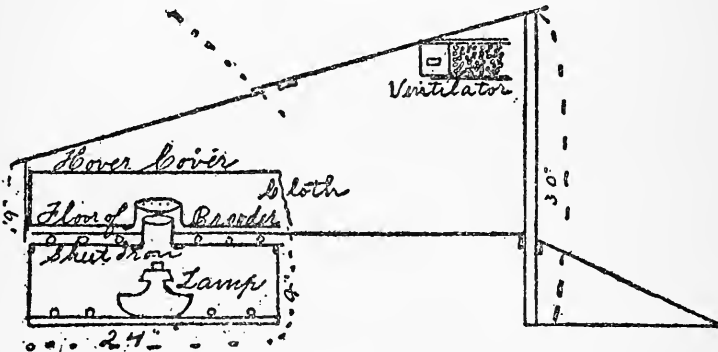 Ventilator
Hover Cover
Cloth
9"
Floor of Brooder
30"
Sheet Iron
Lamp
9"
24"